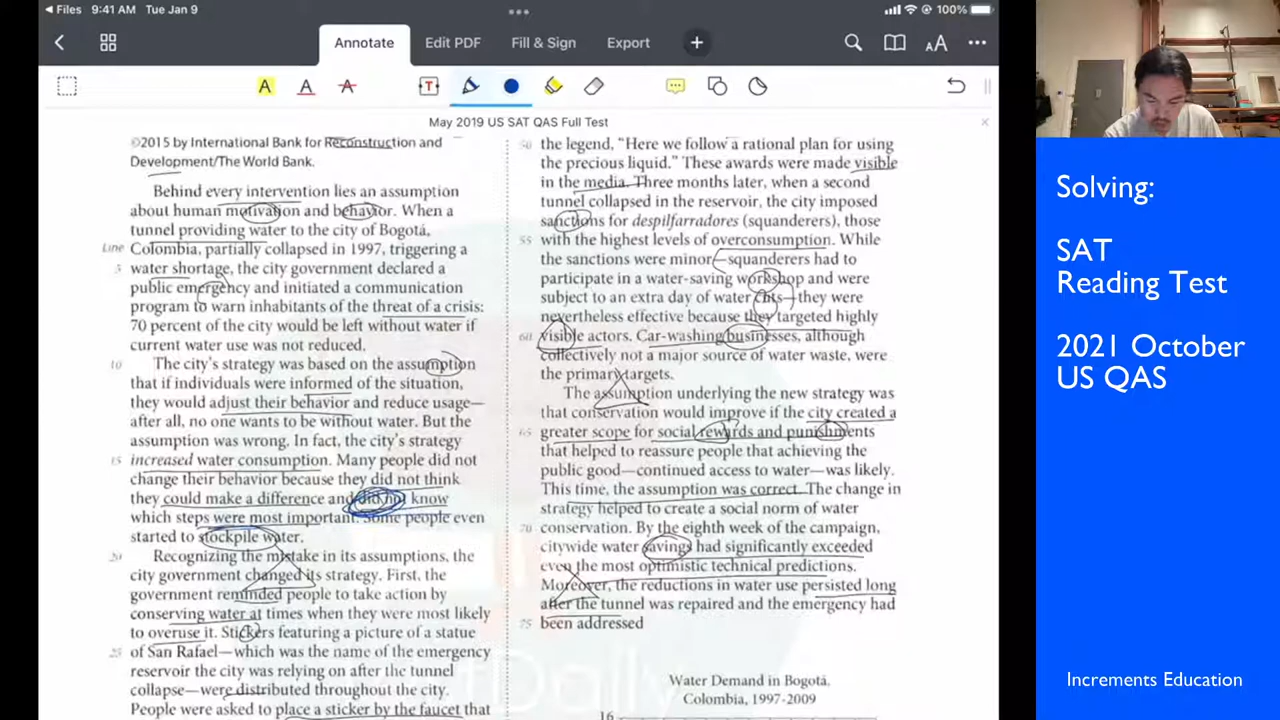 Files 9:41 AM Tue Jan 9
100%
Annotate Edit PDF Fill & Sign Export
May 2019 US SAT QAS Full Test
©2015 by International Bank for Reconstruction and
Development/The World Bank.
Behind every intervention lies an assumption
about human motivation and behavior. When a
tunnel providing water to the city of Bogotá,
Line Colombia, partially collapsed in 1997, triggering a
5 water shortage, the city government declared a
public emergency and initiated a communication
program to warn inhabitants of the threat of a crisis:
70 percent of the city would be left without water if
current water use was not reduced.
10 The city's strategy was based on the assumption
that if individuals were informed of the situation,
they would adjust their behavior and reduce usage—
after all, no one wants to be without water. But the
assumption was wrong. In fact, the city's strategy
15 increased water consumption. Many people did not
change their behavior because they did not think
they could make a difference and did not know
which steps were most important. Some people even
started to stockpile water.
20 Recognizing the mistake in its assumptions, the
city government changed its strategy. First, the
government reminded people to take action by
conserving water at times when they were most likely
to overuse it. Stickers featuring a picture of a statue
25 of San Rafael—which was the name of the emergency
reservoir the city was relying on after the tunnel
collapse—were distributed throughout the city.
People were asked to place a sticker by the faucet that
50 the legend, "Here we follow a rational plan for using
the precious liquid." These awards were made visible
in the media. Three months later, when a second
tunnel collapsed in the reservoir, the city imposed
sanctions for despilfarradores (squanderers), those
55 with the highest levels of overconsumption. While
the sanctions were minor—squanderers had to
participate in a water-saving workshop and were
subject to an extra day of water cuts—they were
nevertheless effective because they targeted highly
60 visible actors. Car-washing businesses, although
collectively not a major source of water waste, were
the primary targets.
The assumption underlying the new strategy was
that conservation would improve if the city created a
65 greater scope for social rewards and punishments
that helped to reassure people that achieving the
public good—continued access to water—was likely.
This time, the assumption was correct. The change in
strategy helped to create a social norm of water
70 conservation. By the eighth week of the campaign,
citywide water savings had significantly exceeded
even the most optimistic technical predictions.
Moreover, the reductions in water use persisted long
after the tunnel was repaired and the emergency had
75 been addressed
Water Demand in Bogotá,
Colombia, 1997-2009
16
Solving:
SAT
Reading Test
2021 October
US QAS
Increments Education